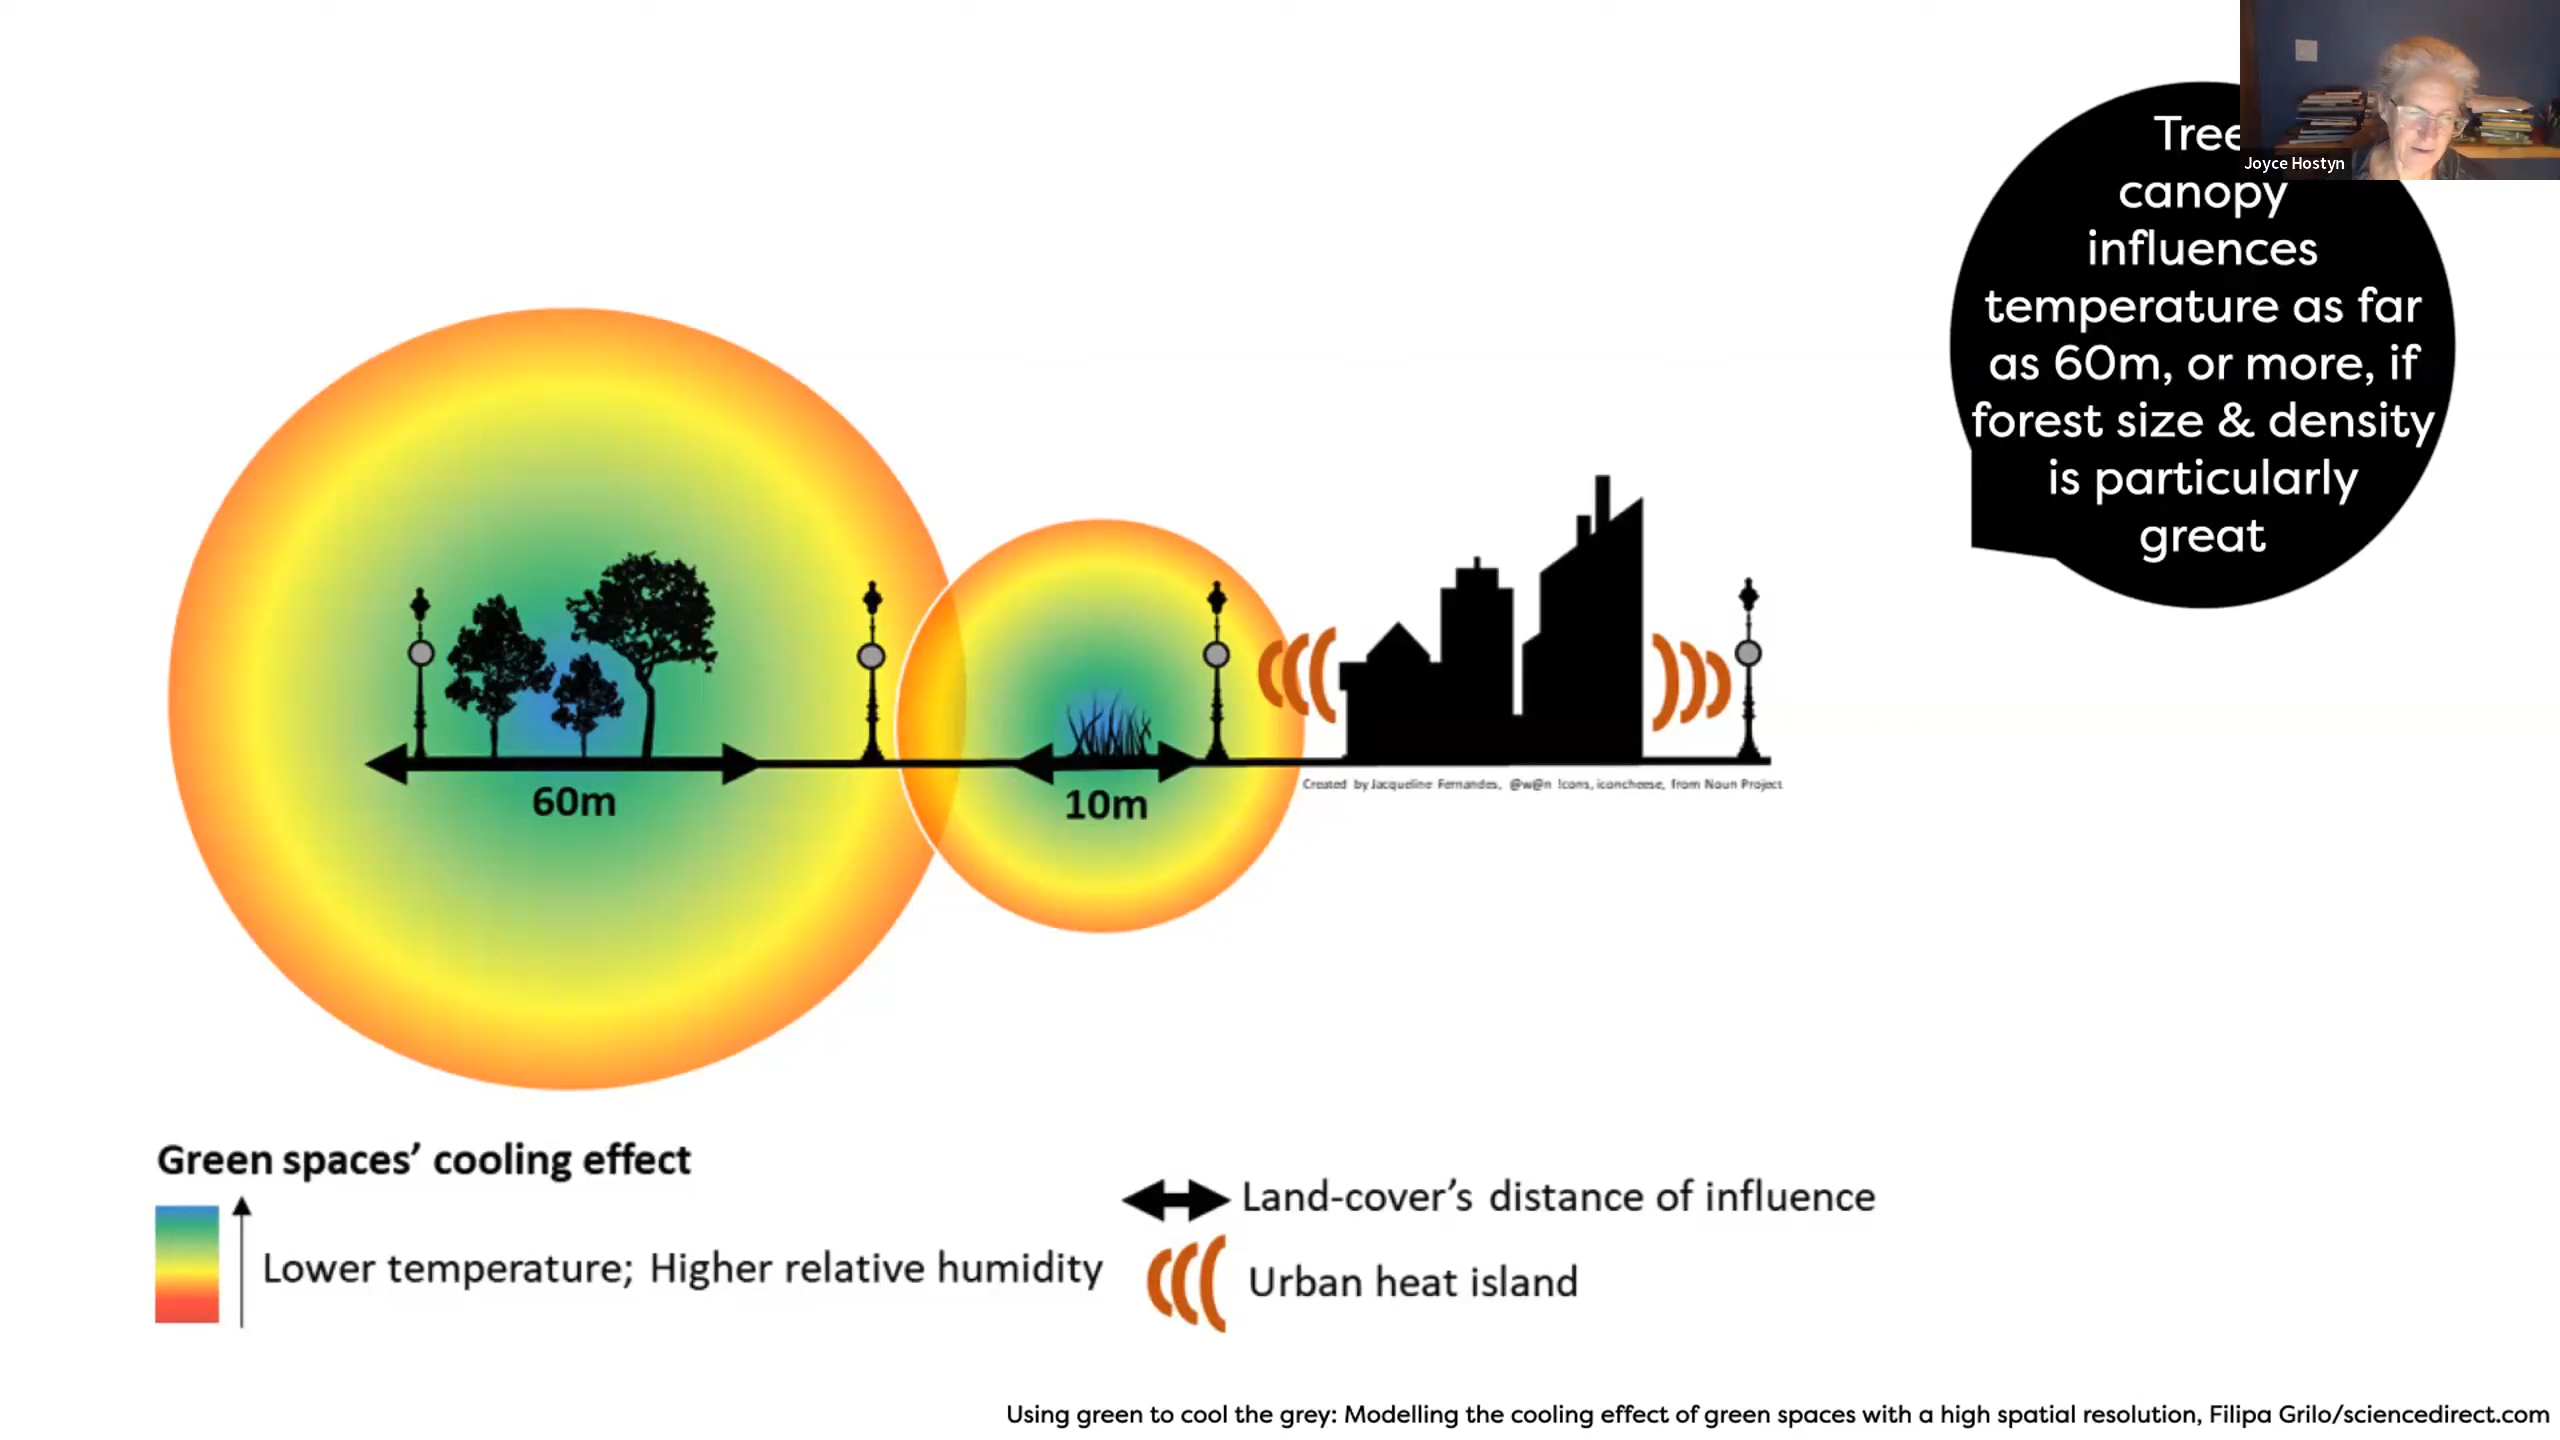 Joyce Hostyn
Tree
canopy
influences
temperature as far
as 60m, or more, if
forest size & density
is particularly
great
60m
10m
Created by Jacqueline Fernandes, @w@n Icons, iconcheese, from Noun Project
Green spaces’ cooling effect
Lower temperature; Higher relative humidity
Land-cover’s distance of influence
Urban heat island
Using green to cool the grey: Modelling the cooling effect of green spaces with a high spatial resolution, Filipa Grilo/sciencedirect.com